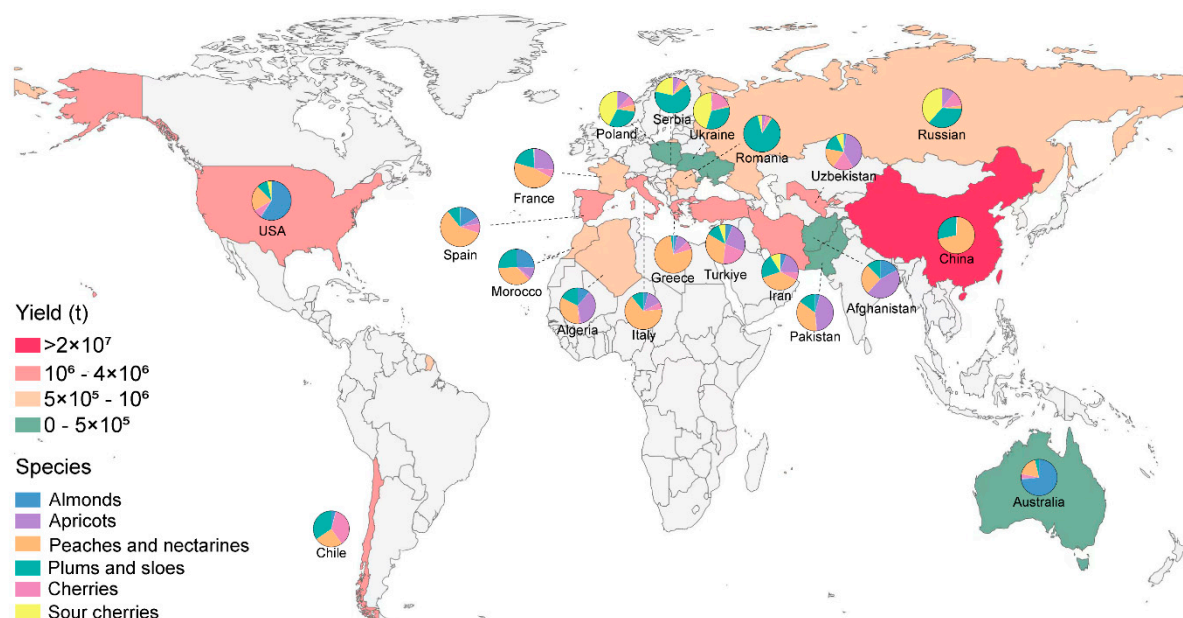 Poland
Serbia
Ukraine
Romania
Russian
Uzbekistan
France
USA
Spain
China
Morocco
Greece
Turkiye
Iran
Afghanistan
Algeria
Italy
Pakistan
Yield (t)
>2×10⁷
10⁶ - 4×10⁶
5×10⁵ - 10⁶
0 - 5×10⁵
Species
Almonds
Apricots
Peaches and nectarines
Plums and sloes
Cherries
Sour cherries
Chile
Australia